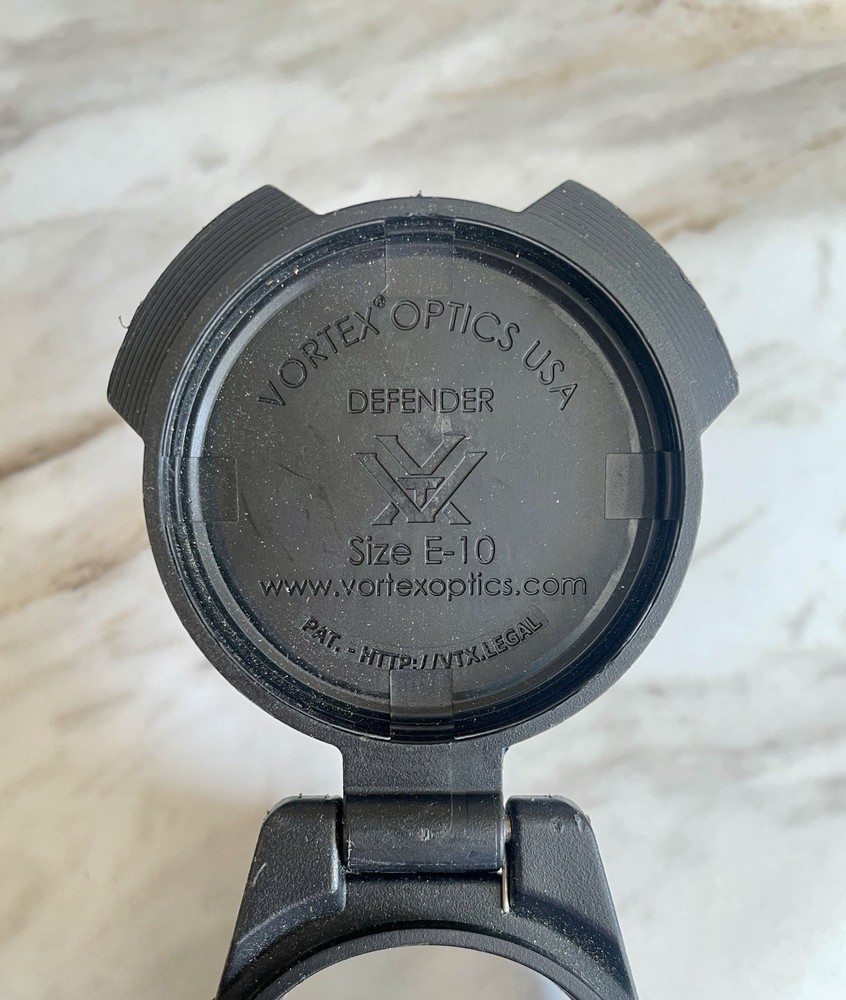 VORTEX® OPTICS USA
DEFENDER
Size E-10
www.vortexoptics.com
PAT. - HTTP://VTX.LEGAL